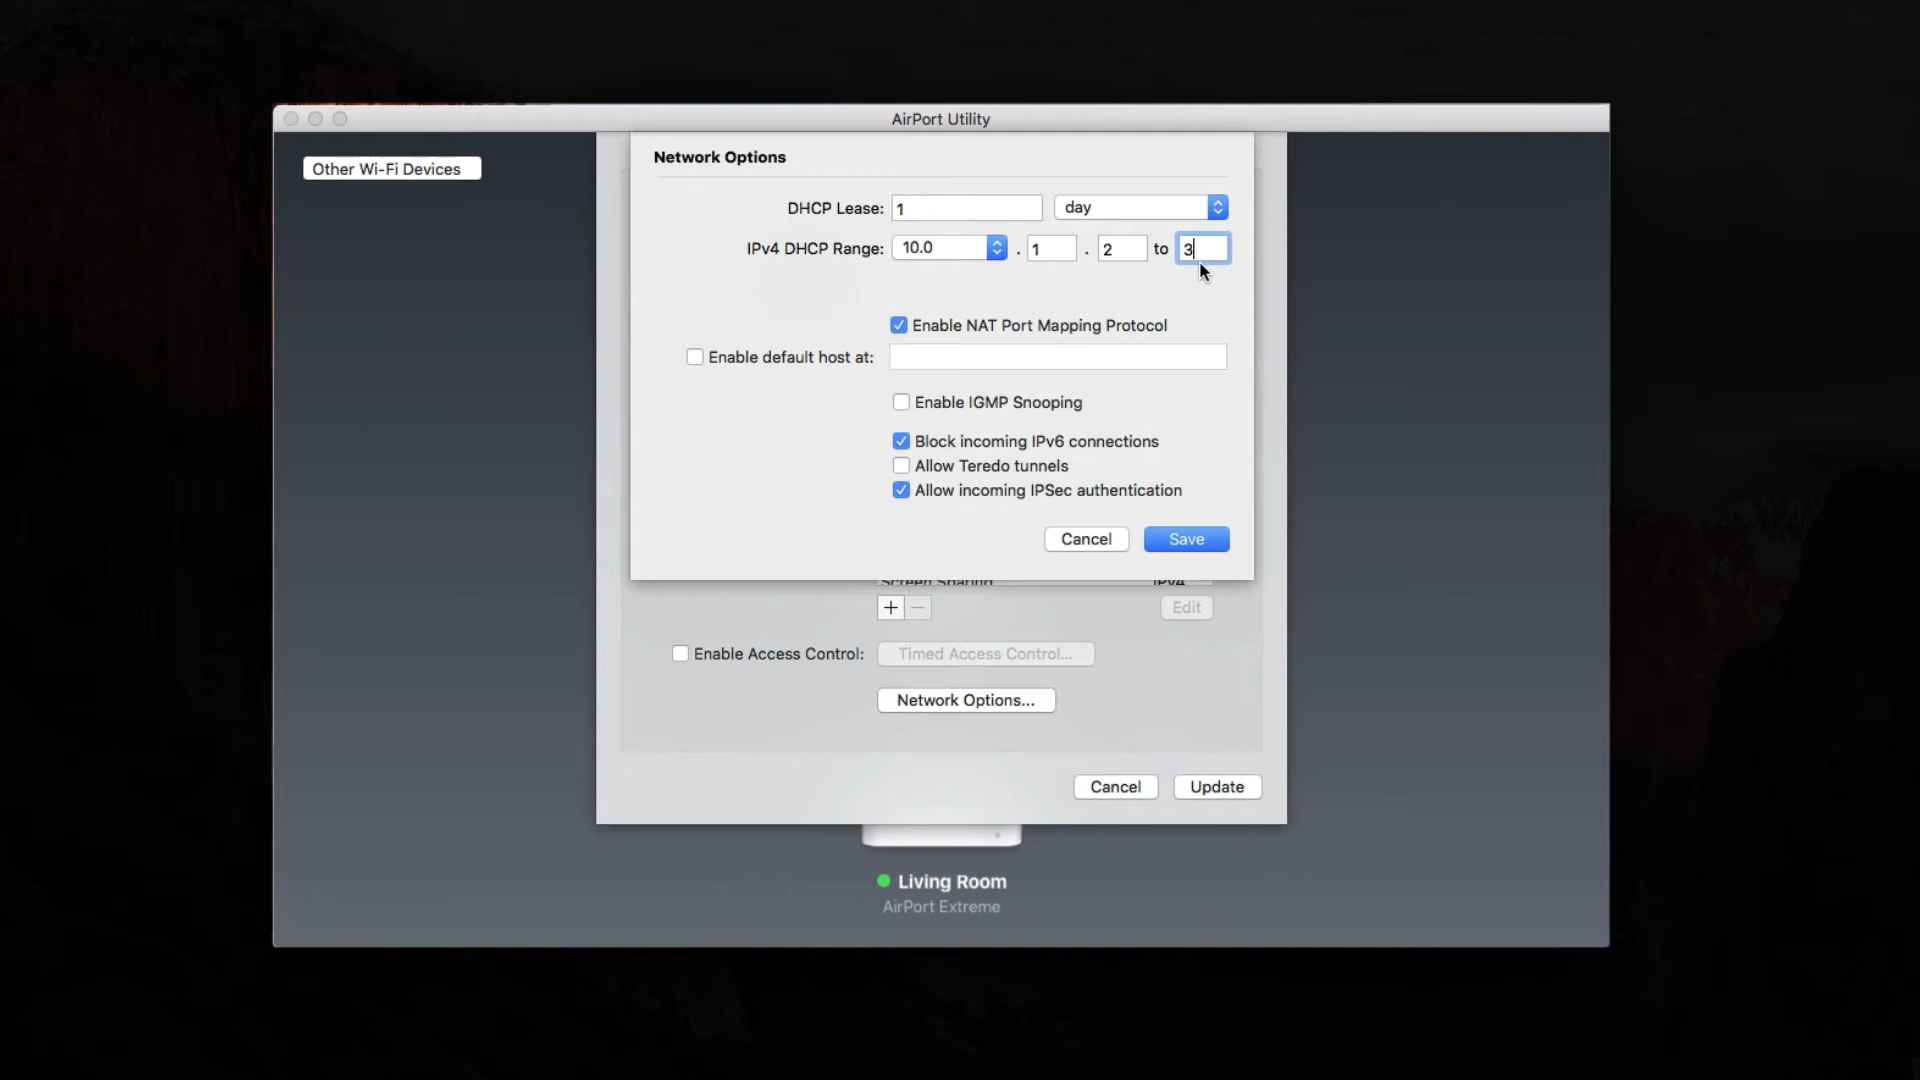 AirPort Utility
Other Wi-Fi Devices
Network Options
DHCP Lease: 1 day
IPv4 DHCP Range: 10.0 . 1 . 2 to 3
Enable NAT Port Mapping Protocol
Enable default host at:
Enable IGMP Snooping
Block incoming IPv6 connections
Allow Teredo tunnels
Allow incoming IPSec authentication
Cancel Save
Screen Sharing IPv4
+ − Edit
Enable Access Control: Timed Access Control...
Network Options...
Cancel Update
Living Room
AirPort Extreme